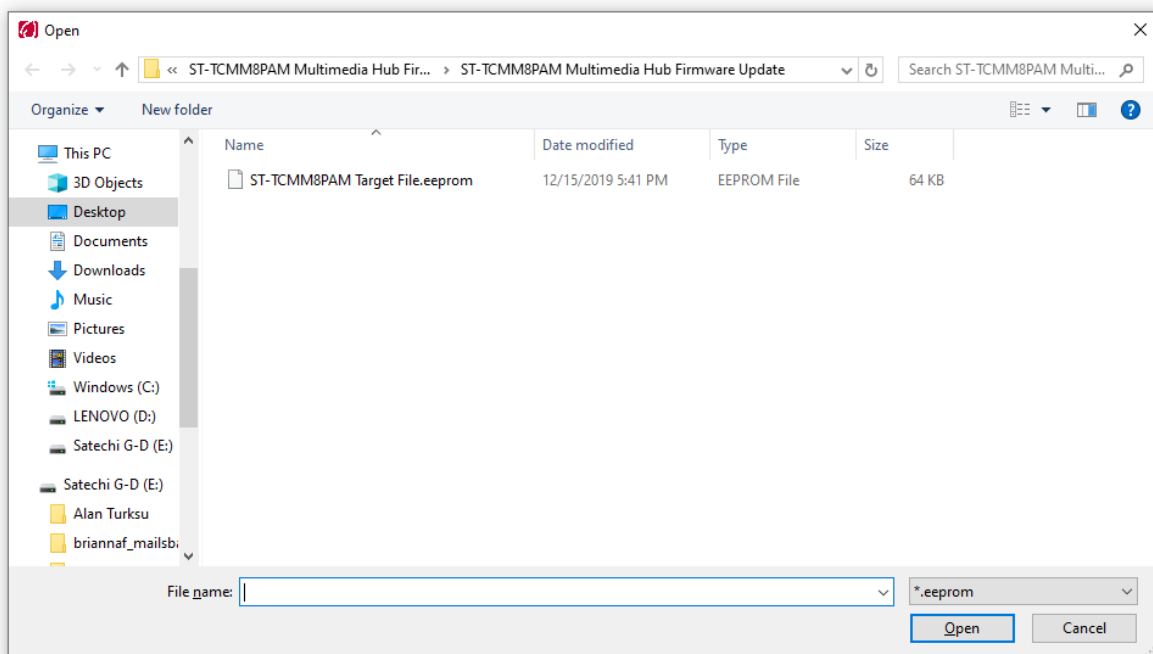 Open
« ST-TCMM8PAM Multimedia Hub Fir... › ST-TCMM8PAM Multimedia Hub Firmware Update Search ST-TCMM8PAM Multi...
Organize New folder
This PC
3D Objects
Desktop
Documents
Downloads
Music
Pictures
Videos
Windows (C:)
LENOVO (D:)
Satechi G-D (E:)
Satechi G-D (E:)
Alan Turksu
briannaf_mailsba
Name Date modified Type Size
ST-TCMM8PAM Target File.eeprom 12/15/2019 5:41 PM EEPROM File 64 KB
File name: *.eeprom
Open Cancel